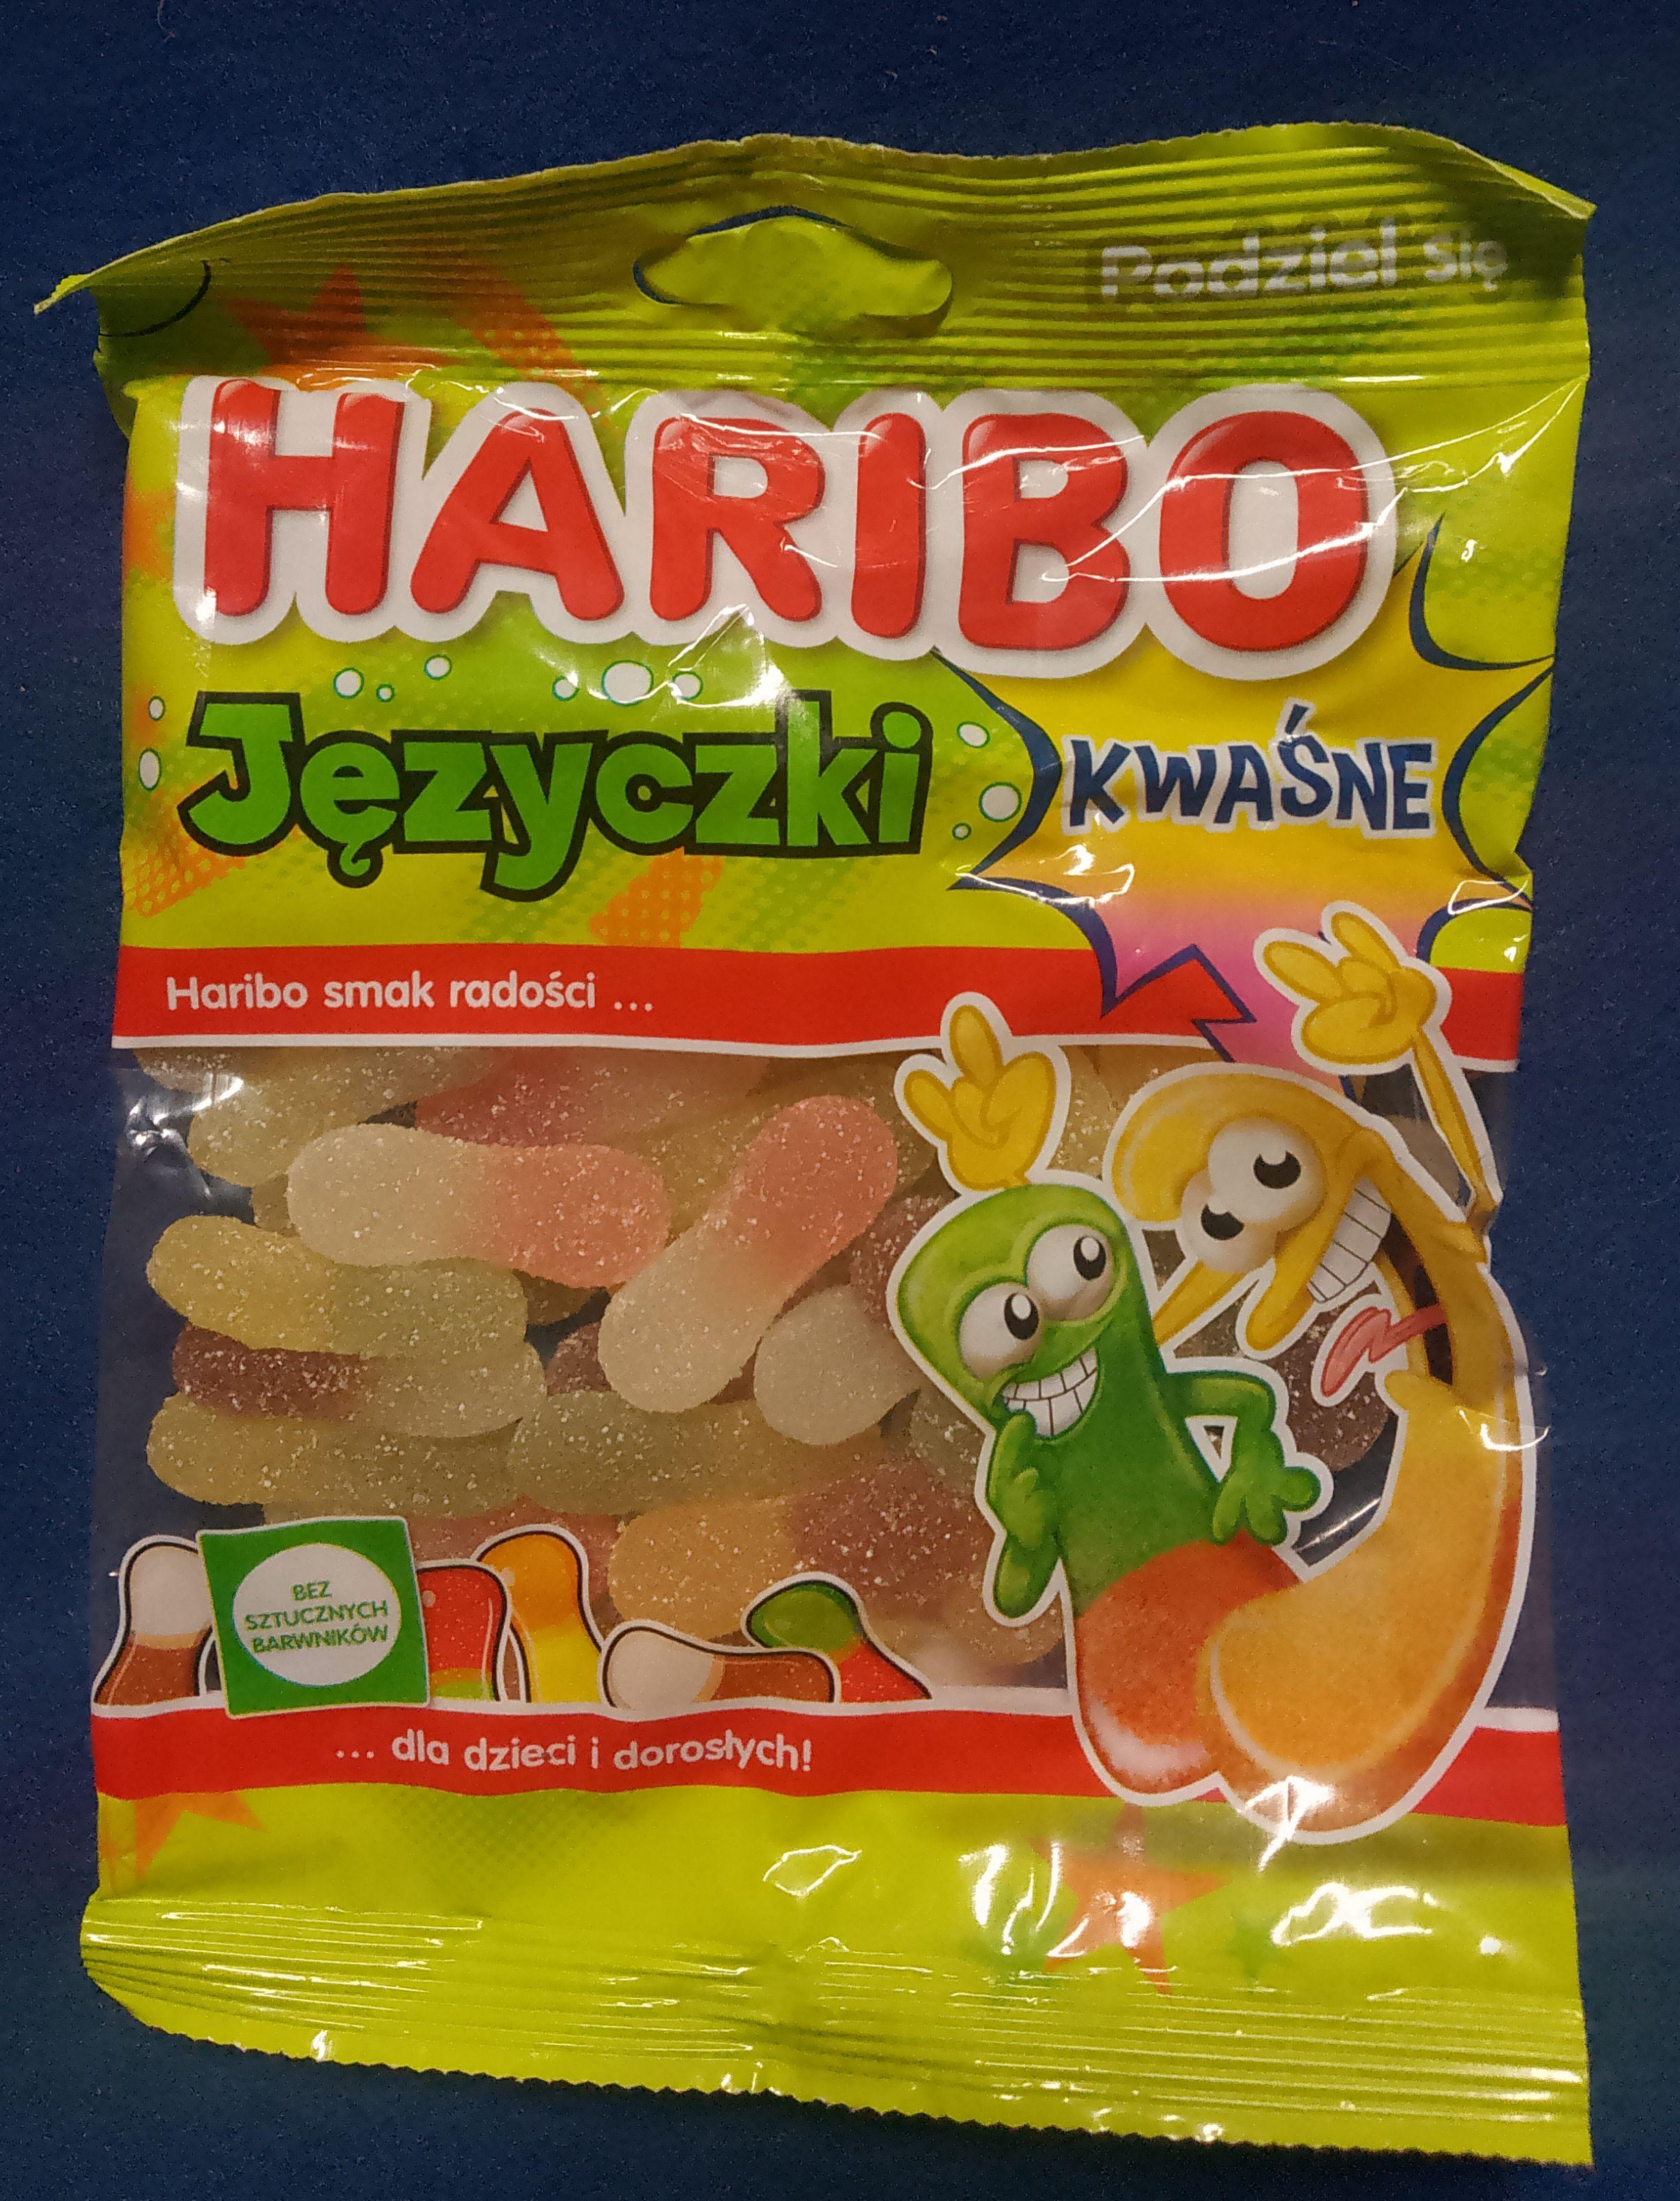 Podziel się
HARIBO
Języczki
KWAŚNE
Haribo smak radości ...
BEZ
SZTUCZNYCH
BARWNIKÓW
... dla dzieci i dorosłych!